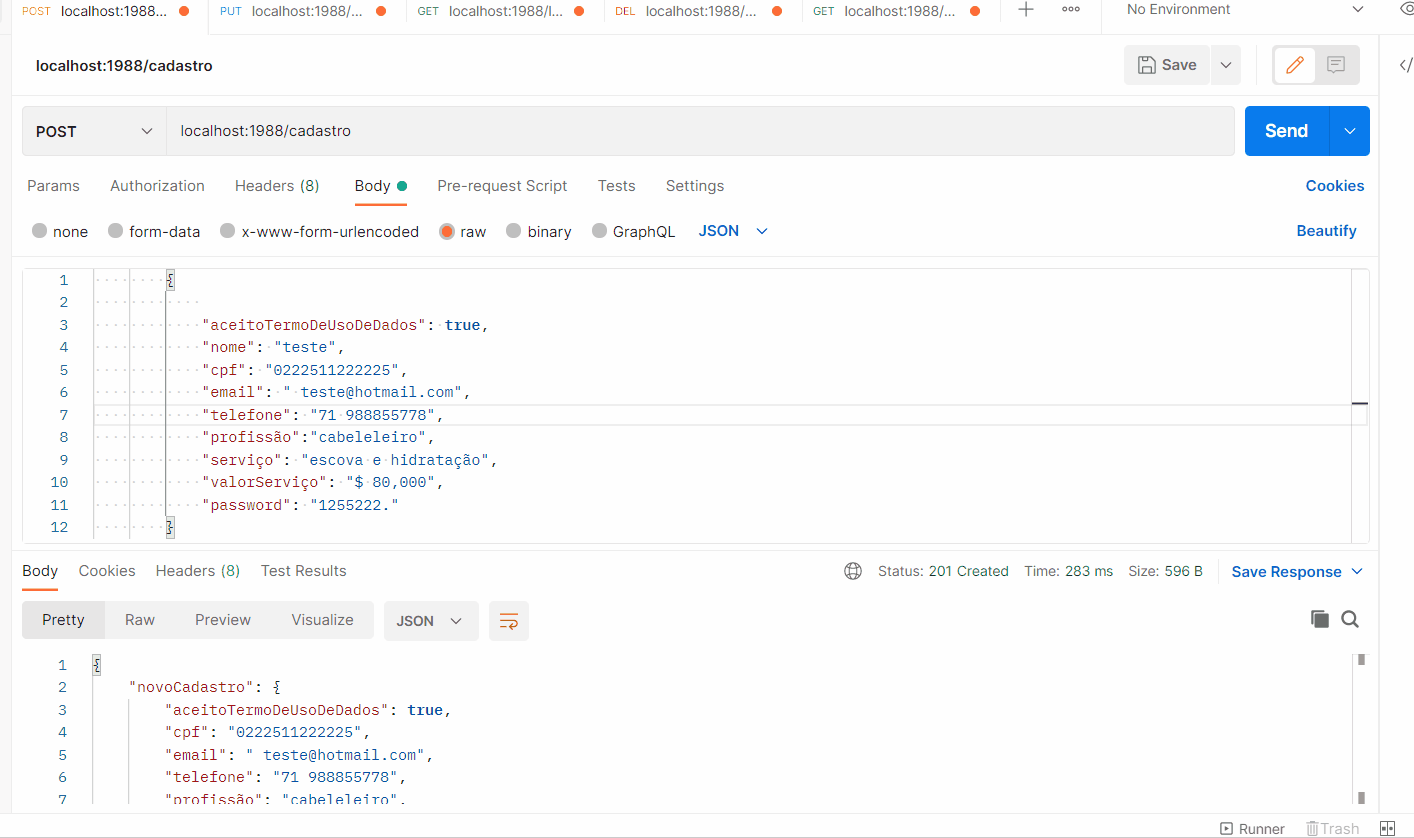 POST localhost:1988... PUT localhost:1988/... GET localhost:1988/l... DEL localhost:1988/... GET localhost:1988/... No Environment
localhost:1988/cadastro Save
POST localhost:1988/cadastro Send
Params Authorization Headers (8) Body Pre-request Script Tests Settings Cookies
none form-data x-www-form-urlencoded raw binary GraphQL JSON Beautify
1 {
2
3 "aceitoTermoDeUsoDeDados": true,
4 "nome": "teste",
5 "cpf": "0222511222225",
6 "email": " teste@hotmail.com",
7 "telefone": "71 988855778",
8 "profissão":"cabeleleiro",
9 "serviço": "escova e hidratação",
10 "valorServiço": "$ 80,000",
11 "password": "1255222."
12 }
Body Cookies Headers (8) Test Results Status: 201 Created Time: 283 ms Size: 596 B Save Response
Pretty Raw Preview Visualize JSON
1 {
2 "novoCadastro": {
3 "aceitoTermoDeUsoDeDados": true,
4 "cpf": "0222511222225",
5 "email": " teste@hotmail.com",
6 "telefone": "71 988855778",
7 "profissão": "cabeleleiro",
Runner Trash